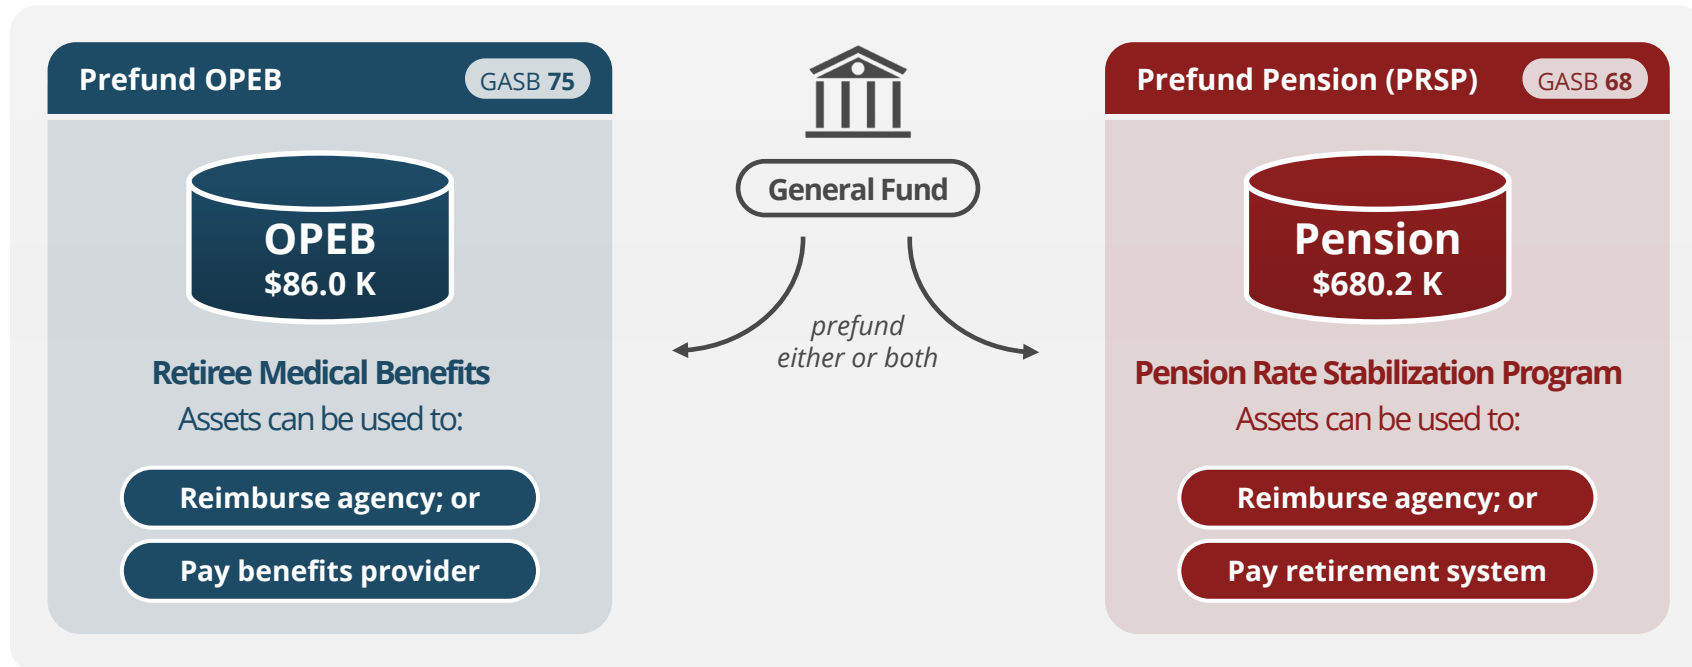 Prefund OPEB
GASB 75
OPEB
$86.0 K
Retiree Medical Benefits
Assets can be used to:
Reimburse agency; or
Pay benefits provider
General Fund
prefund
either or both
Prefund Pension (PRSP)
GASB 68
Pension
$680.2 K
Pension Rate Stabilization Program
Assets can be used to:
Reimburse agency; or
Pay retirement system